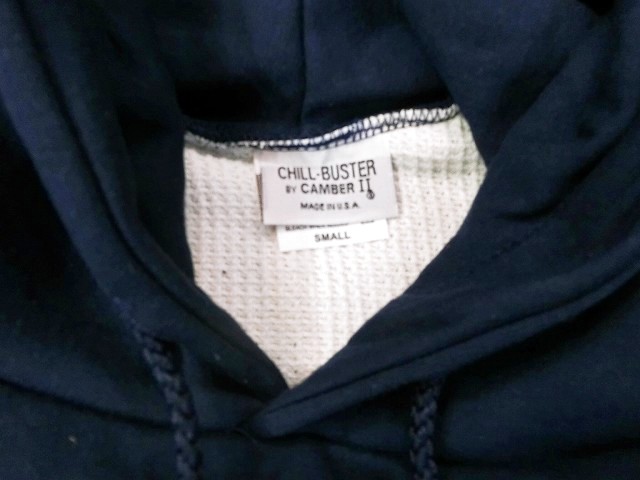 CHILL-BUSTER
BY CAMBER II
MADE IN U.S.A.
SMALL